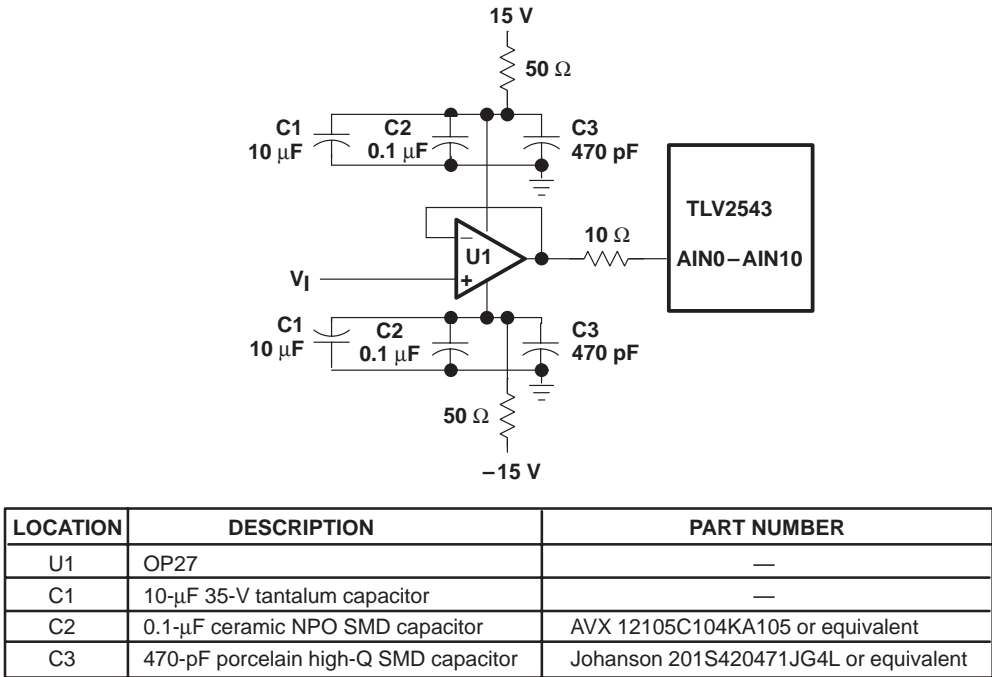 15 V
50 Ω
C1
10 μF
C2
0.1 μF
C3
470 pF
TLV2543
AIN0–AIN10
10 Ω
–
U1
+
VI
C1
10 μF
C2
0.1 μF
C3
470 pF
50 Ω
–15 V
LOCATION DESCRIPTION PART NUMBER
U1 OP27 —
C1 10-μF 35-V tantalum capacitor —
C2 0.1-μF ceramic NPO SMD capacitor AVX 12105C104KA105 or equivalent
C3 470-pF porcelain high-Q SMD capacitor Johanson 201S420471JG4L or equivalent